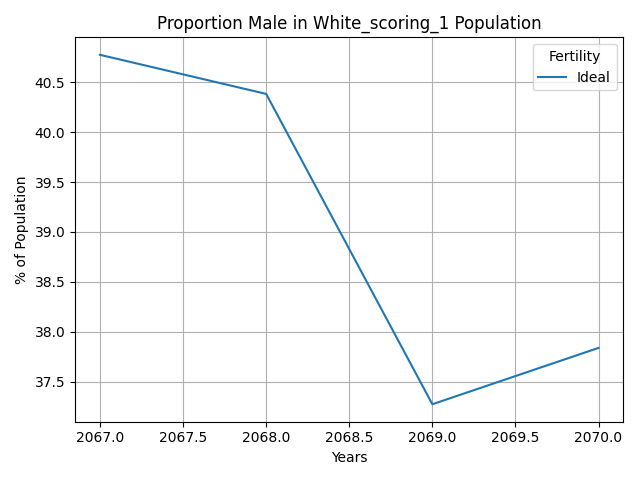 Proportion Male in White_scoring_1 Population
Fertility
Ideal
% of Population
40.5
40.0
39.5
39.0
38.5
38.0
37.5
2067.0 2067.5 2068.0 2068.5 2069.0 2069.5 2070.0
Years